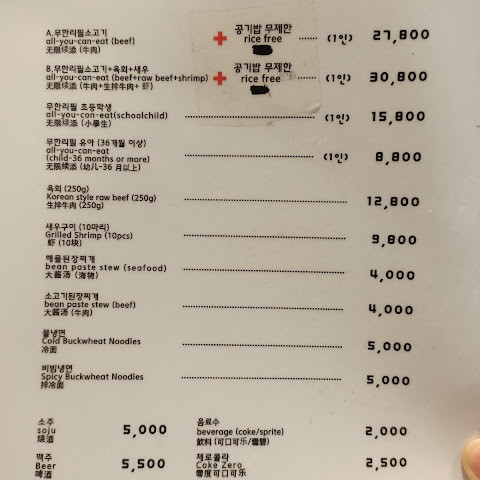 A,무한리필소고기
all-you-can-eat (beef)
无限续添 (牛肉)
+ 공기밥 무제한
rice free
(1인) 27,800
B,무한리필소고기+육회+새우
all-you-can-eat (beef+raw beef+shrimp)
无限续添 (牛肉+生拌牛肉+ 虾)
+ 공기밥 무제한
rice free
(1인) 30,800
무한리필 초등학생
all-you-con-eat(schoolchild)
无限续添 (小學生)
(1인) 15,800
무한리필 유아 (36개월 이상)
all-you-can-eat
(child-36 months or more)
无限续添 (幼儿-36 月以上)
(1인) 8,800
육회 (250g)
Korean style raw beef (250g)
生拌牛肉 (250g)
12,800
새우구이 (10마리)
Grilled Shrimp (10pcs)
虾 (10块)
9,800
해물된장찌개
bean paste stew (seafood)
大酱汤 (海物)
4,000
소고기된장찌개
bean paste stew (beef)
大酱汤 (牛肉)
4,000
물냉면
Cold Buckwheat Noodles
冷面
5,000
비빔냉면
Spicy Buckwheat Noodles
拌冷面
5,000
소주
soju
烧酒
5,000
음료수
beverage (coke/sprite)
飮料 (可口可乐/雪碧)
2,000
맥주
Beer
啤酒
5,500
제로콜라
Coke Zero
零度可口可乐
2,500